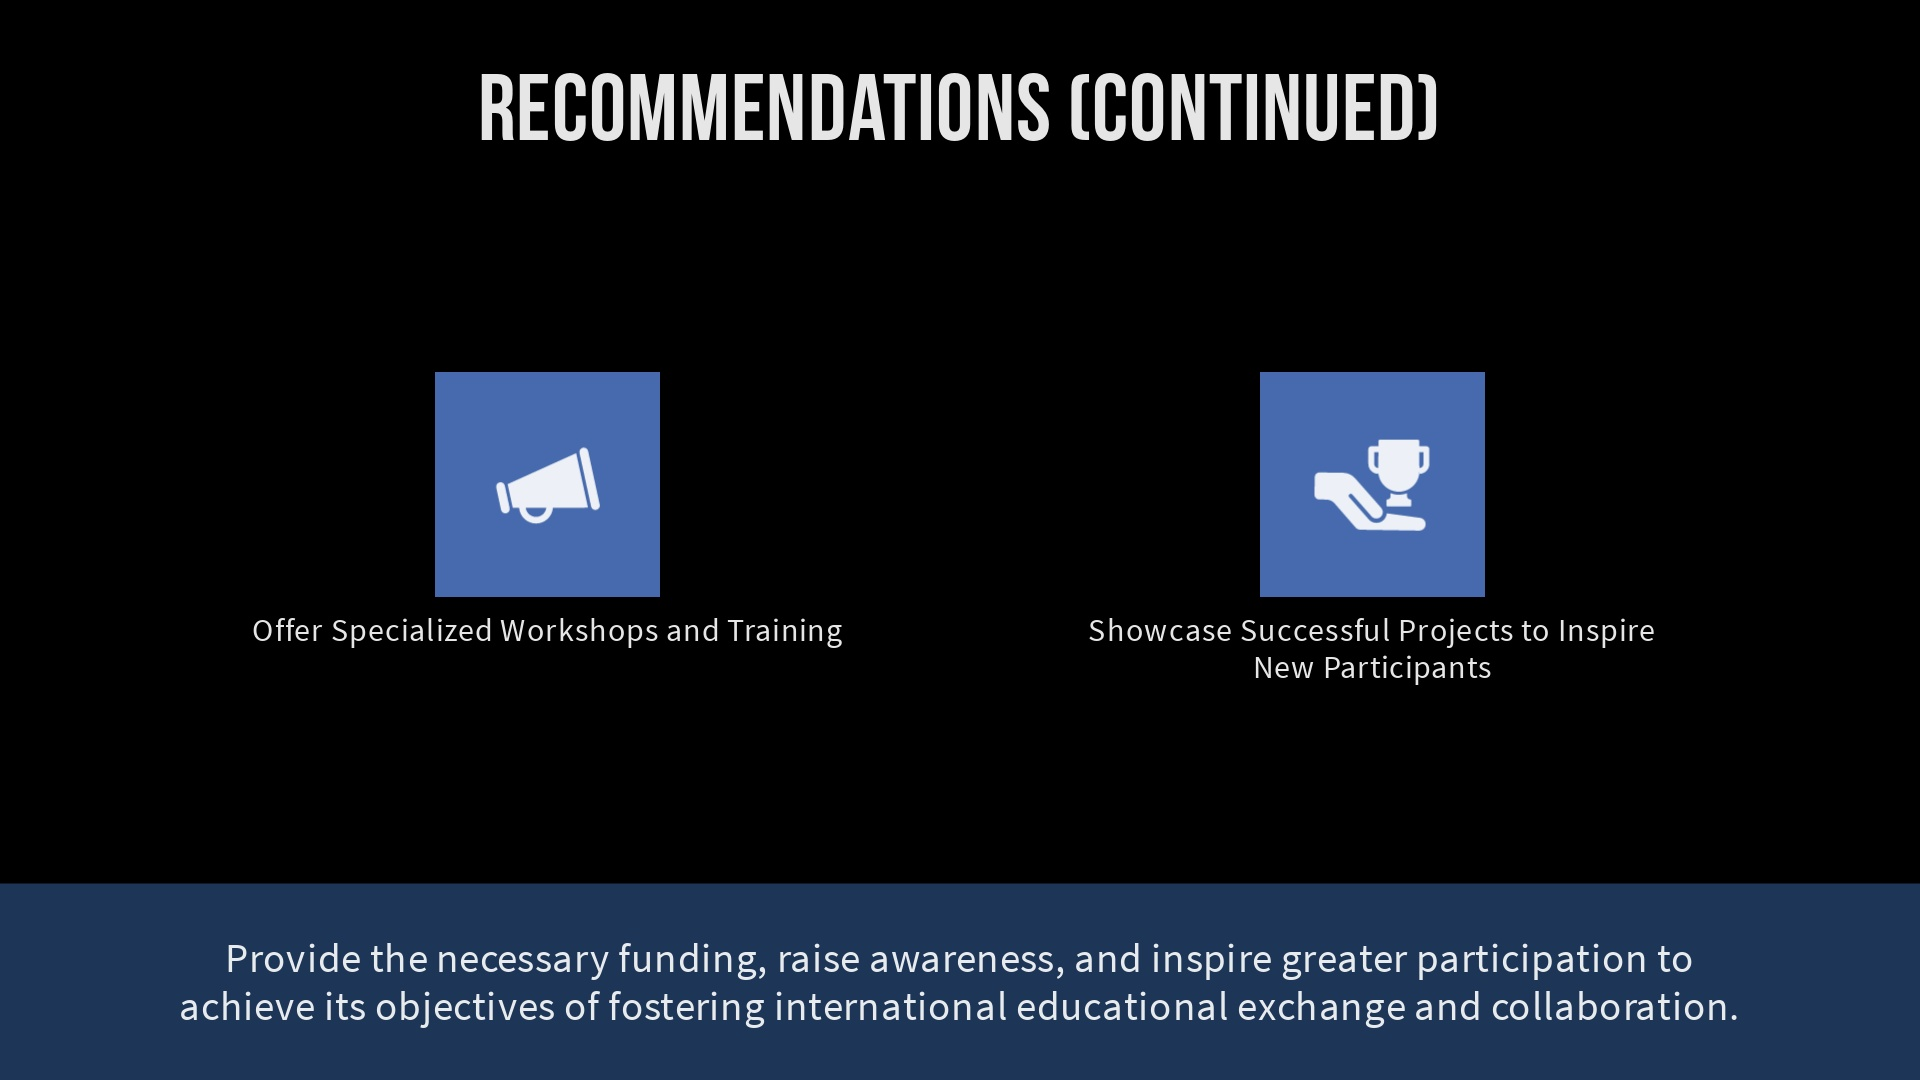 RECOMMENDATIONS (CONTINUED)
Offer Specialized Workshops and Training
Showcase Successful Projects to Inspire
New Participants
Provide the necessary funding, raise awareness, and inspire greater participation to
achieve its objectives of fostering international educational exchange and collaboration.